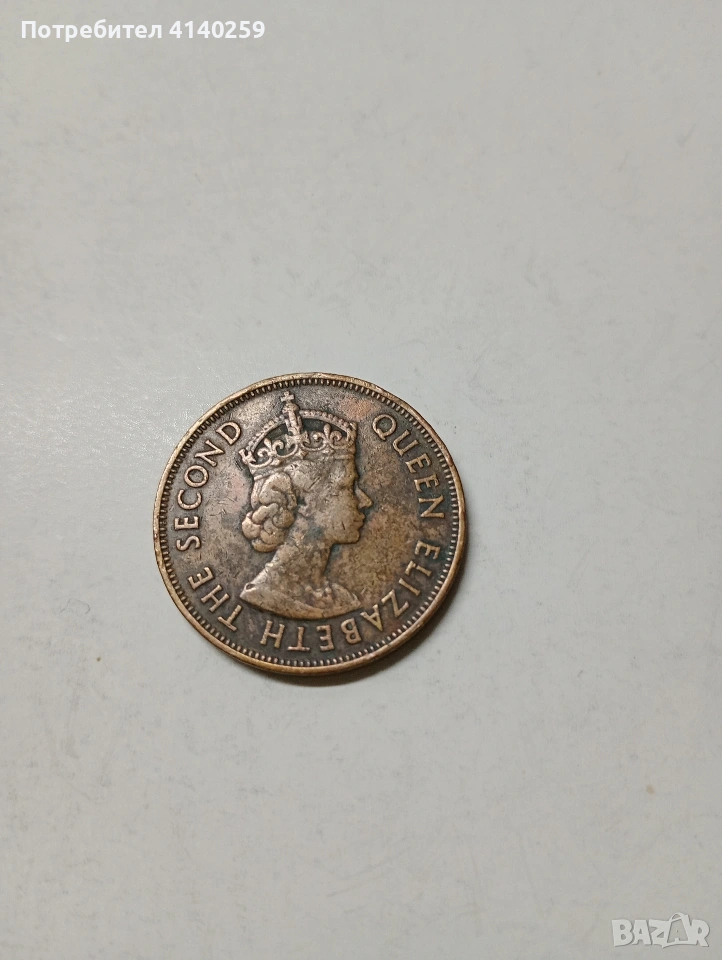 Потребител 4140259
QUEEN ELIZABETH THE SECOND
BAZAR